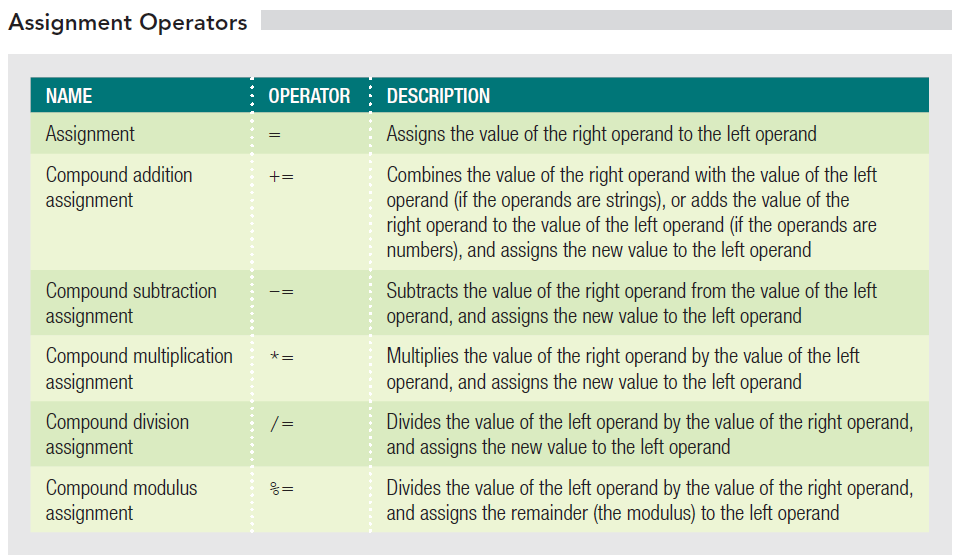 Assignment Operators
NAME OPERATOR DESCRIPTION
Assignment = Assigns the value of the right operand to the left operand
Compound addition += Combines the value of the right operand with the value of the left
assignment operand (if the operands are strings), or adds the value of the
right operand to the value of the left operand (if the operands are
numbers), and assigns the new value to the left operand
Compound subtraction −= Subtracts the value of the right operand from the value of the left
assignment operand, and assigns the new value to the left operand
Compound multiplication *= Multiplies the value of the right operand by the value of the left
assignment operand, and assigns the new value to the left operand
Compound division /= Divides the value of the left operand by the value of the right operand,
assignment and assigns the new value to the left operand
Compound modulus %= Divides the value of the left operand by the value of the right operand,
assignment and assigns the remainder (the modulus) to the left operand